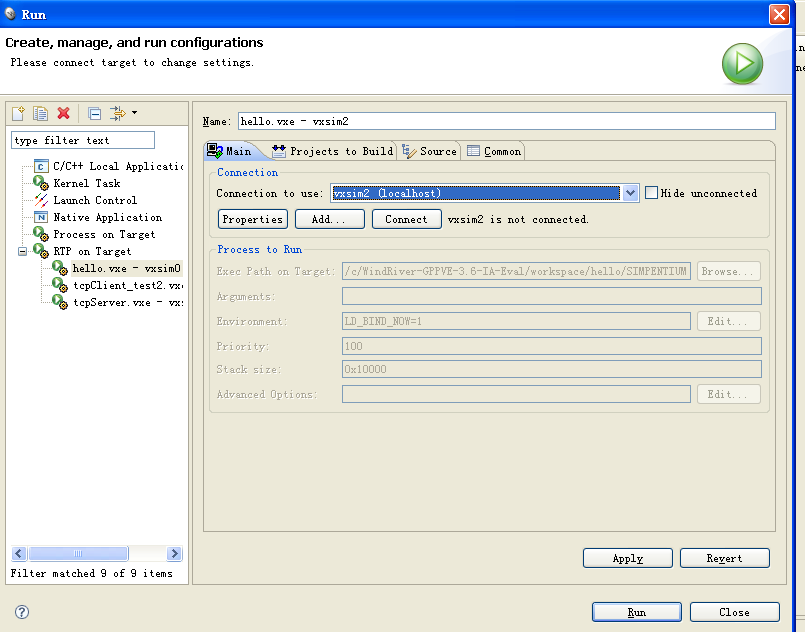 Run
Create, manage, and run configurations
Please connect target to change settings.
type filter text
C/C++ Local Applicatio
Kernel Task
Launch Control
Native Application
Process on Target
RTP on Target
hello.vxe - vxsim0
tcpClient_test2.vxe
tcpServer.vxe - vxs
Filter matched 9 of 9 items
Name: hello.vxe - vxsim2
Main Projects to Build Source Common
Connection
Connection to use: vxsim2 (localhost) Hide unconnected
Properties Add... Connect vxsim2 is not connected.
Process to Run
Exec Path on Target: /c/WindRiver-GPPVE-3.6-IA-Eval/workspace/hello/SIMPENTIUM Browse...
Arguments:
Environment: LD_BIND_NOW=1 Edit...
Priority: 100
Stack size: 0x10000
Advanced Options: Edit...
Apply Revert
Run Close